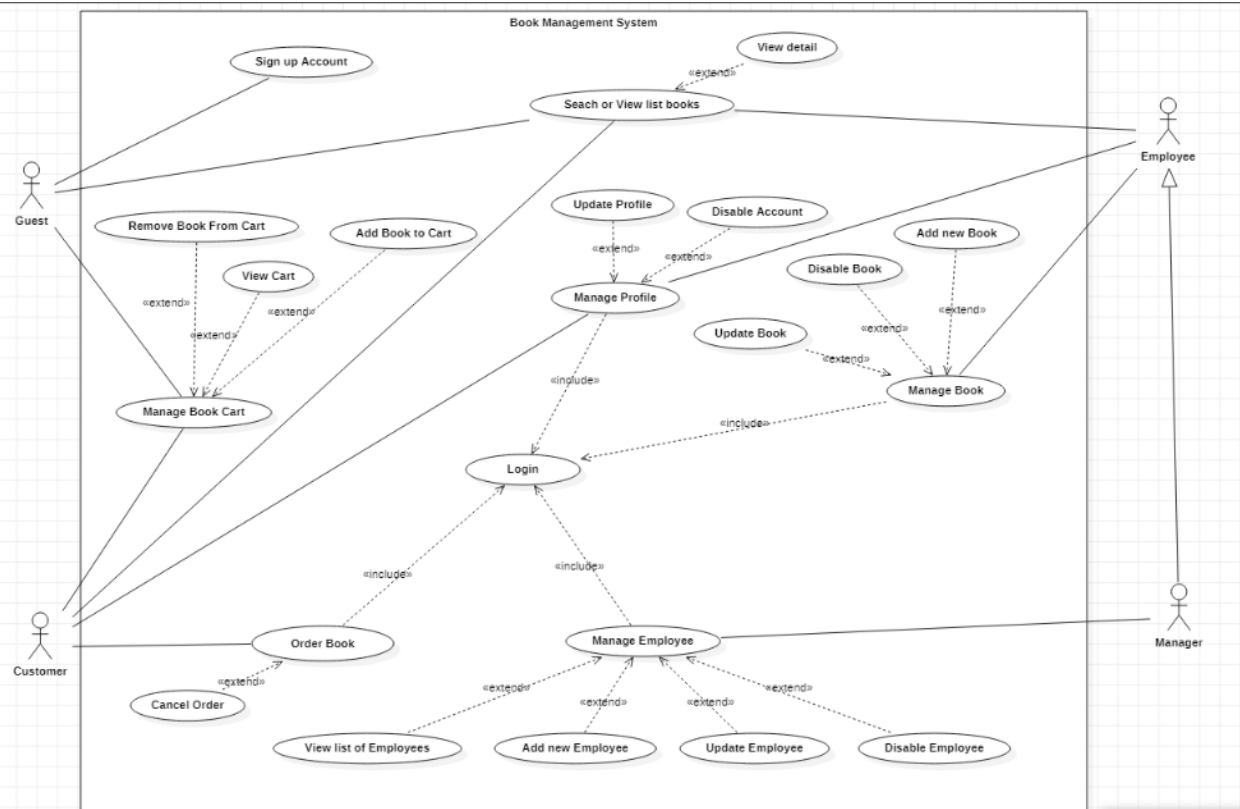 Book Management System
Sign up Account
View detail
«extend»
Seach or View list books
Employee
Guest
Remove Book From Cart
Add Book to Cart
View Cart
«extend»
«extend»
«extend»
Manage Book Cart
Update Profile
Disable Account
«extend»
«extend»
Manage Profile
Add new Book
Disable Book
Update Book
«extend»
«extend»
«extend»
Manage Book
«include»
«include»
Login
«include»
«include»
Customer
Order Book
«extend»
Cancel Order
Manage Employee
Manager
«extend»
«extend»
«extend»
«extend»
View list of Employees
Add new Employee
Update Employee
Disable Employee